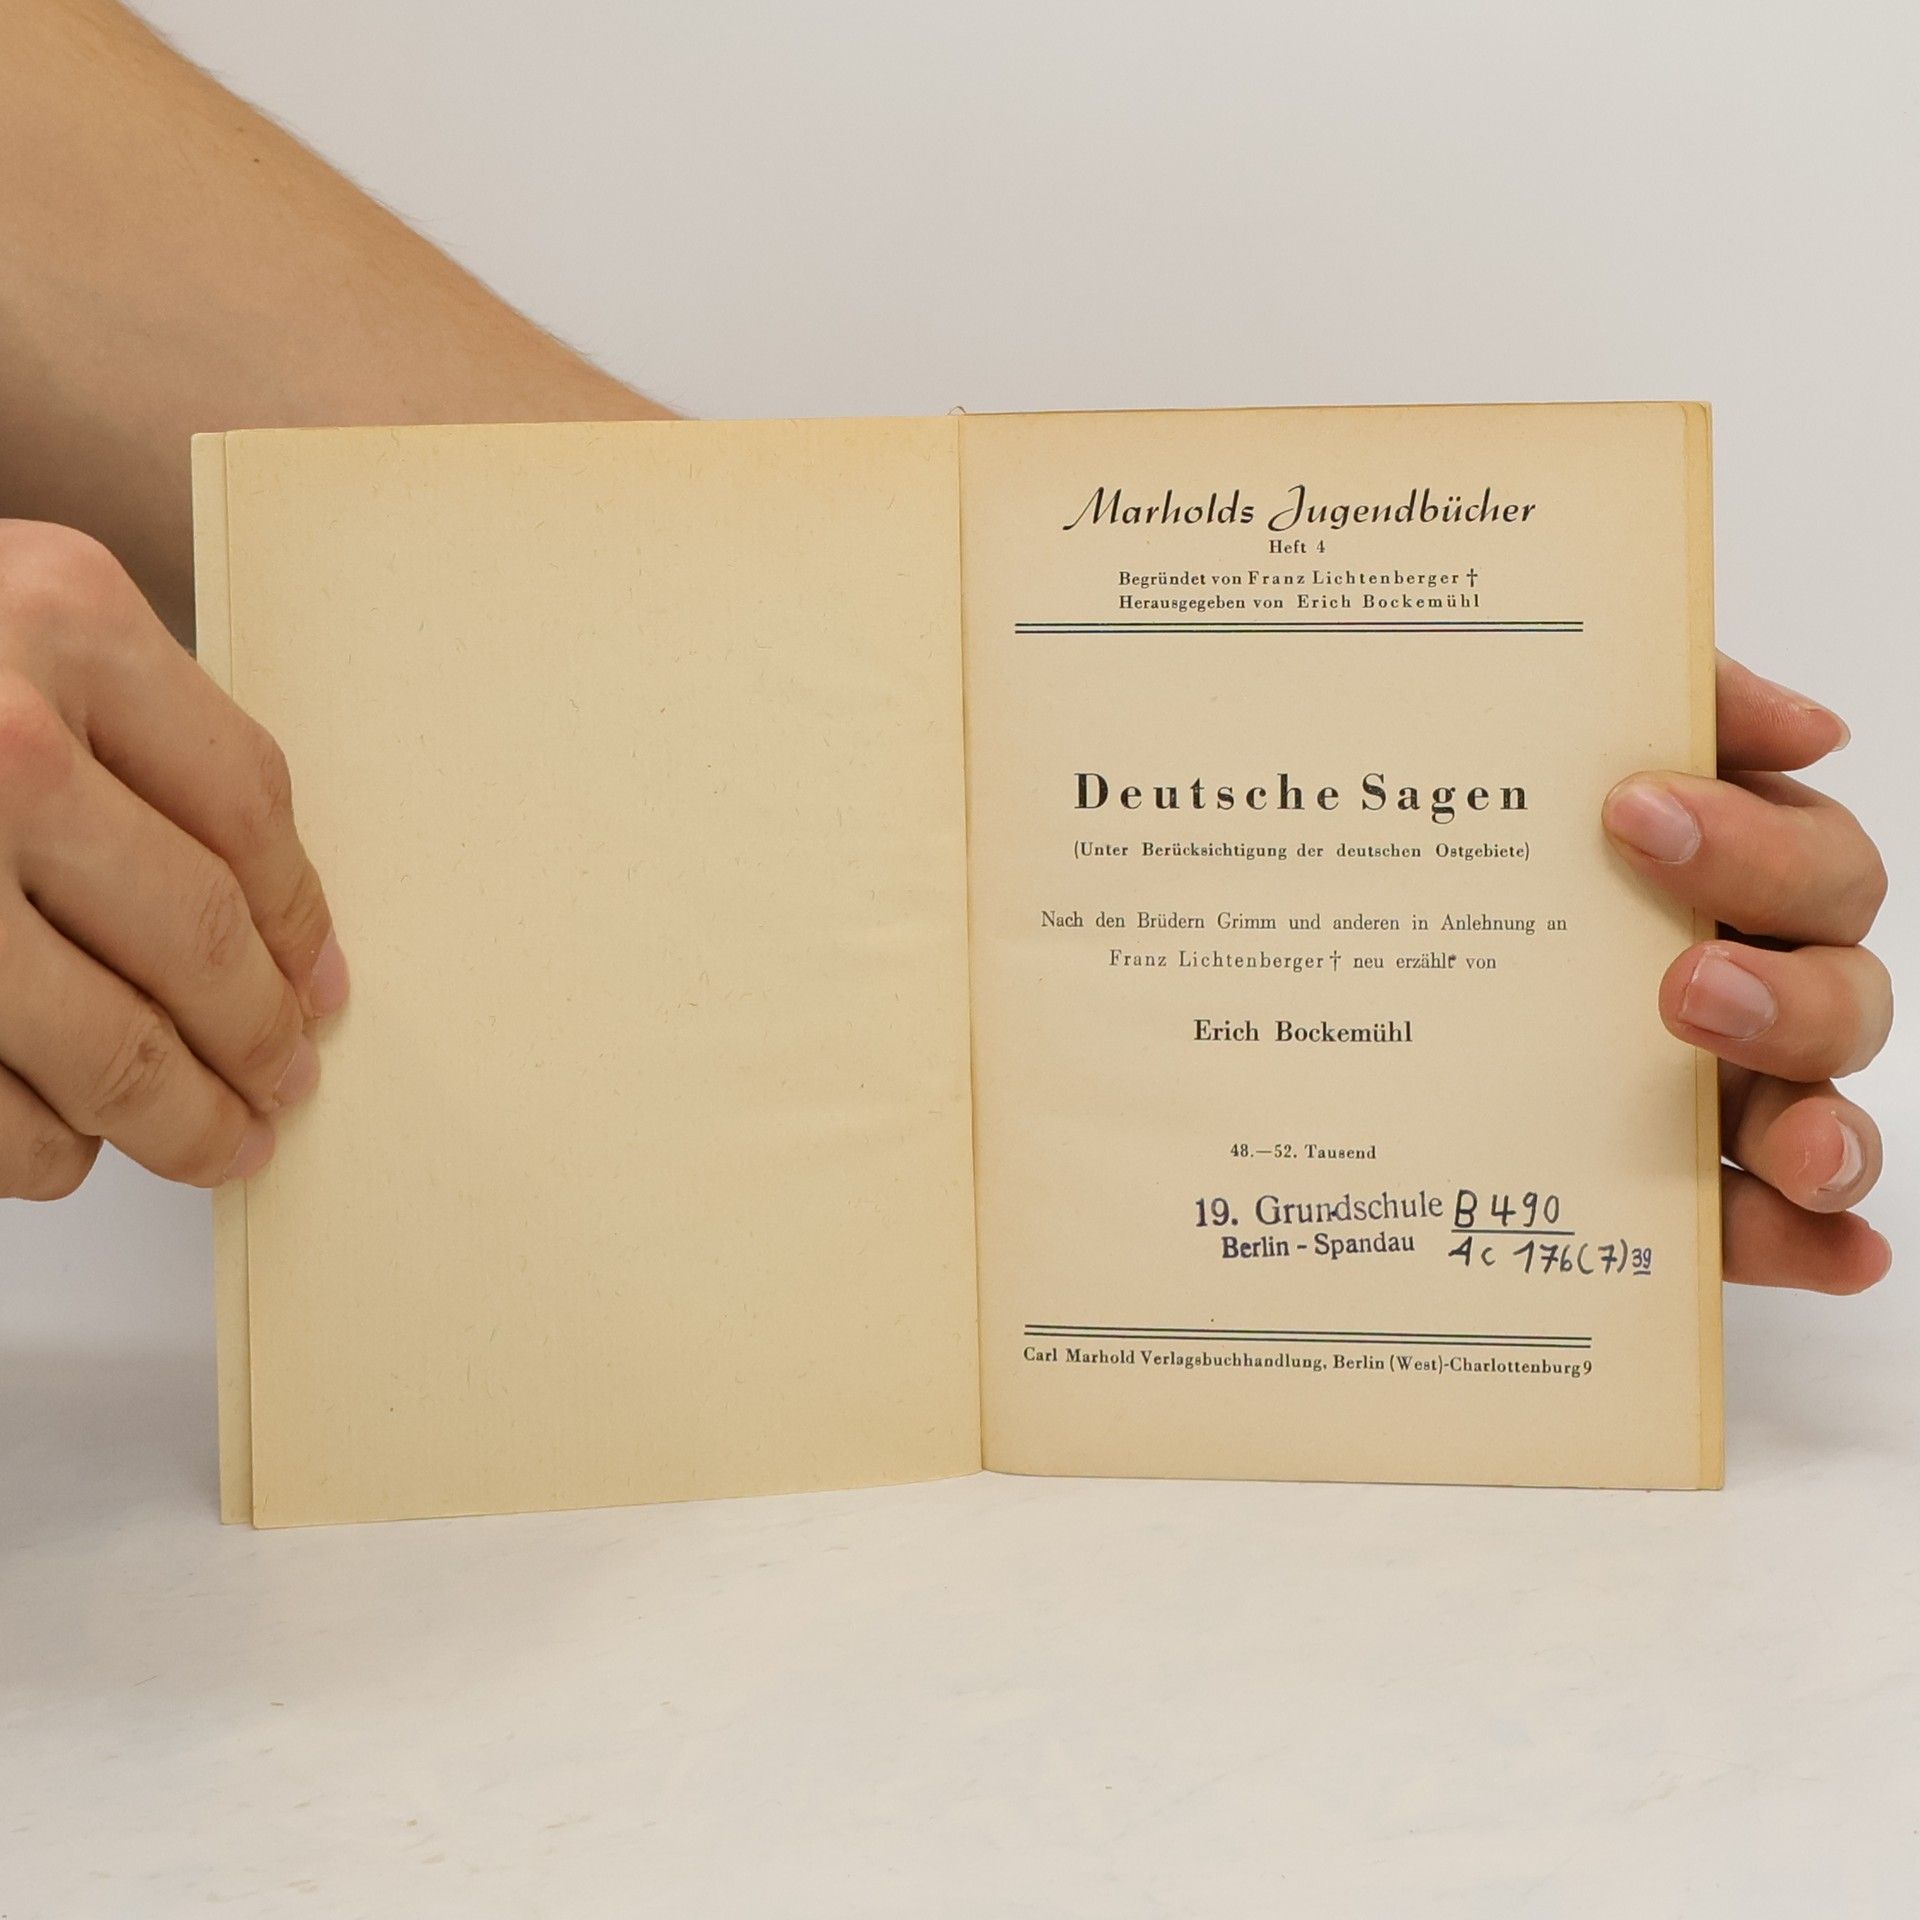 Marholds Jugendbücher
Heft 4
Begründet von Franz Lichtenberger †
Herausgegeben von Erich Bockemühl
Deutsche Sagen
(Unter Berücksichtigung der deutschen Ostgebiete)
Nach den Brüdern Grimm und anderen in Anlehnung an
Franz Lichtenberger † neu erzählt von
Erich Bockemühl
48.—52. Tausend
19. Grundschule B 490
Berlin - Spandau Ac 176(7)39
Carl Marhold Verlagsbuchhandlung, Berlin (West)-Charlottenburg 9